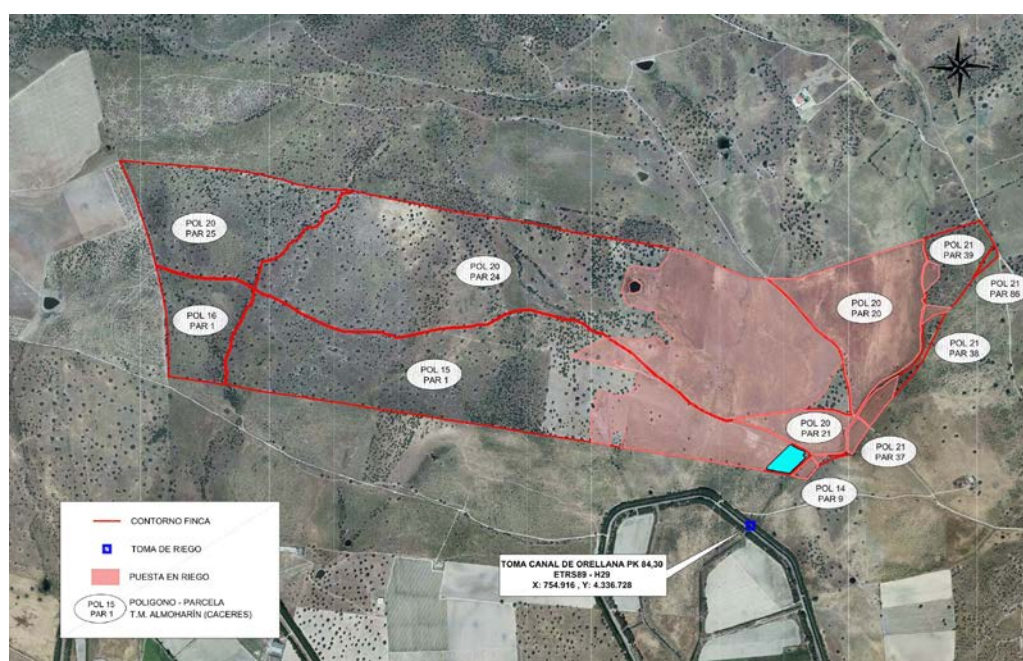 POL 20
PAR 25
POL 20
PAR 24
POL 16
PAR 1
POL 15
PAR 1
POL 20
PAR 20
POL 21
PAR 39
POL 21
PAR 86
POL 21
PAR 38
POL 20
PAR 21
POL 21
PAR 37
POL 14
PAR 9
TOMA CANAL DE ORELLANA PK 84,30
ETRS89 - H29
X: 754.916 , Y: 4.336.728
CONTORNO FINCA
TOMA DE RIEGO
PUESTA EN RIEGO
POL 15
PAR 1
POLIGONO - PARCELA
T.M. ALMOHARÍN (CACERES)